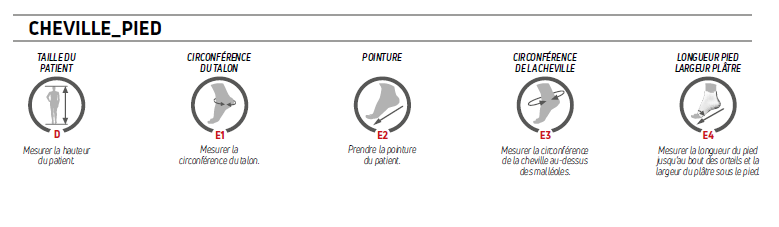 CHEVILLE_PIED
TAILLE DU
PATIENT
D
Mesurer la hauteur
du patient.
CIRCONFÉRENCE
DU TALON
E1
Mesurer la
circonférence du talon.
POINTURE
E2
Prendre la pointure
du patient.
CIRCONFÉRENCE
DE LA CHEVILLE
E3
Mesurer la circonférence
de la cheville au-dessus
des malléoles.
LONGUEUR PIED
LARGEUR PLÂTRE
E4
Mesurer la longueur du pied
jusqu'au bout des orteils et la
largeur du plâtre sous le pied.